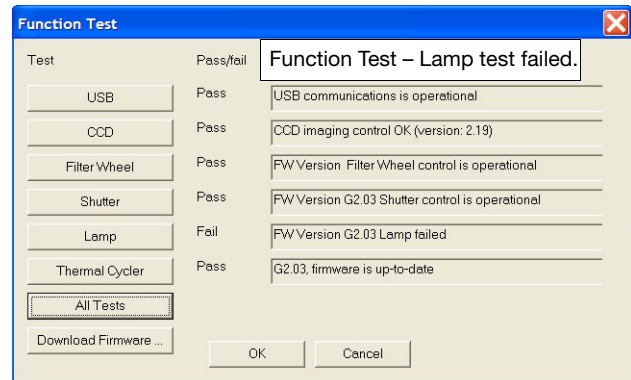 Function Test
Test Pass/fail Function Test – Lamp test failed.
USB Pass USB communications is operational
CCD Pass CCD imaging control OK (version: 2.19)
Filter Wheel Pass FW Version Filter Wheel control is operational
Shutter Pass FW Version G2.03 Shutter control is operational
Lamp Fail FW Version G2.03 Lamp failed
Thermal Cycler Pass G2.03, firmware is up-to-date
All Tests
Download Firmware ...
OK Cancel